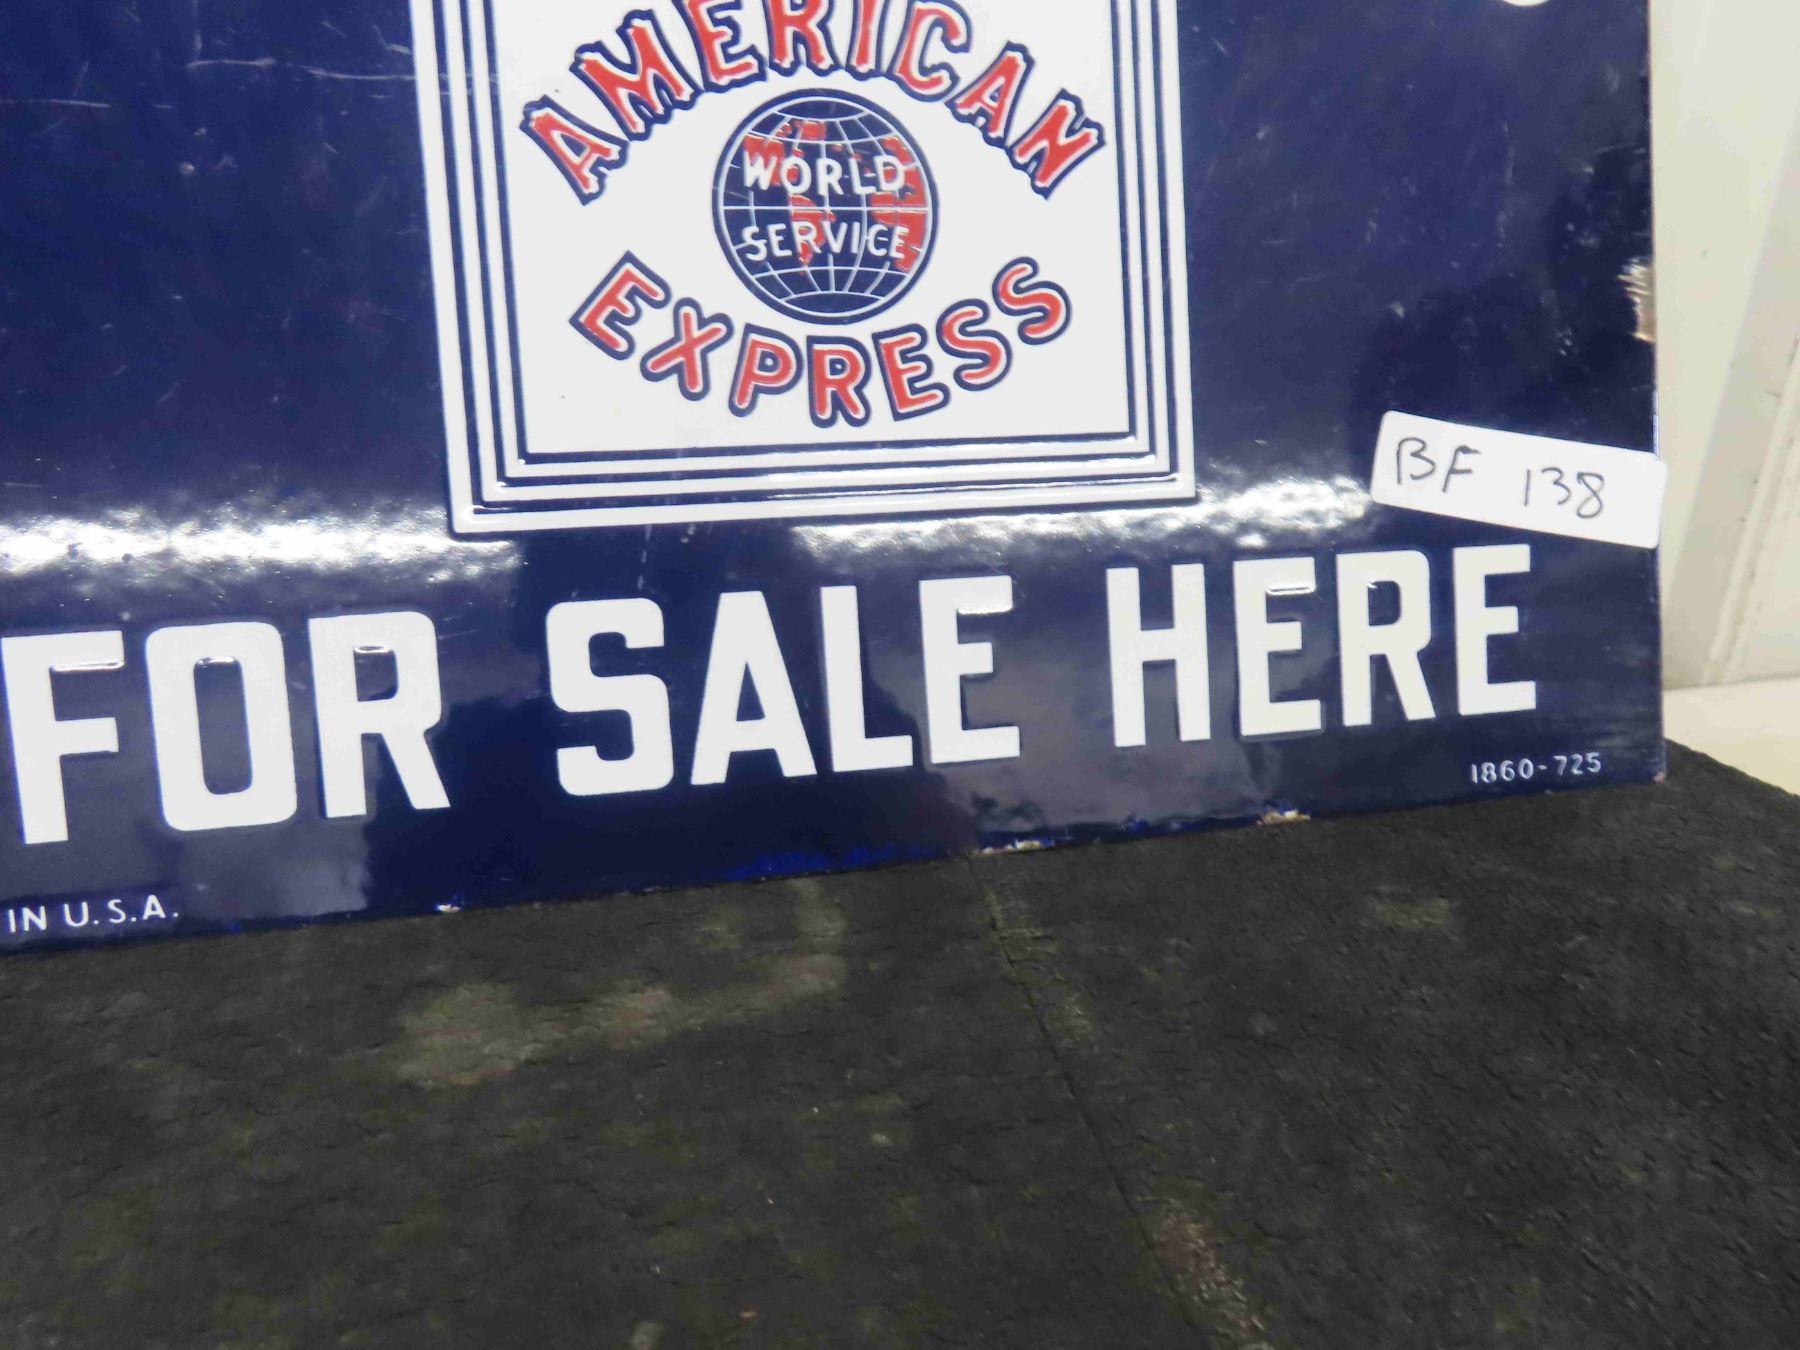 AMERICAN
WORLD
SERVICE
EXPRESS
BF 138
FOR SALE HERE
1860-725
IN U.S.A.